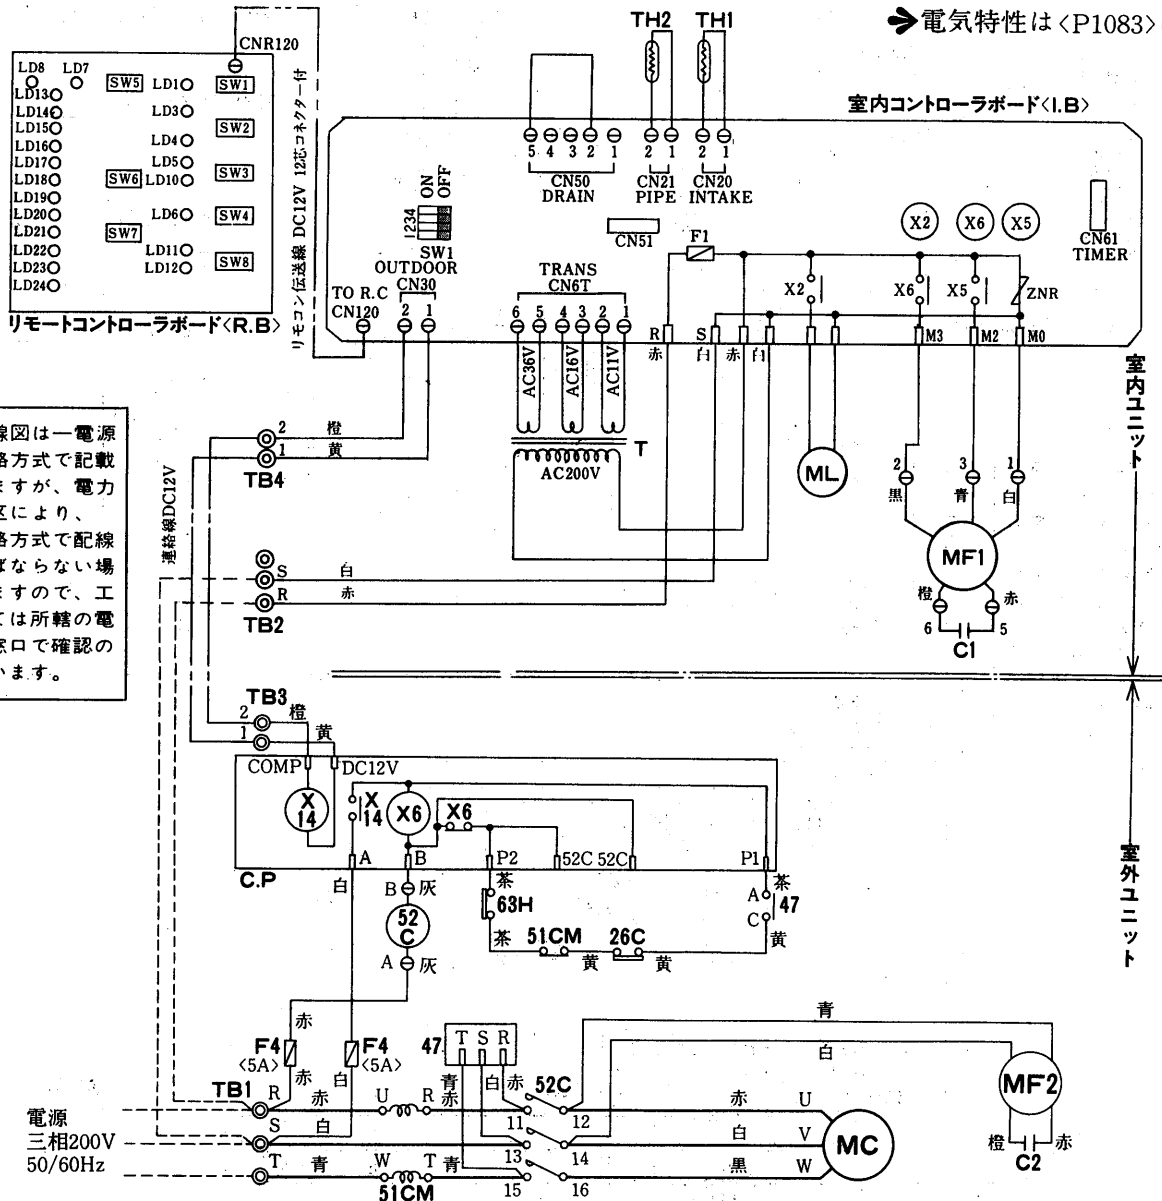 TH2 TH1
➔電気特性は〈P1083〉
CNR120
LD8 LD7
SW5 LD1 SW1
LD13
LD14 LD3
LD15 SW2
LD16 LD4
LD17 LD5
LD18 SW6 LD10 SW3
LD19
LD20 LD6 SW4
LD21 SW7
LD22 LD11
LD23 LD12 SW8
LD24
リモートコントローラボード〈R.B〉
リモコン伝送線 DC12V 12芯コネクター付
室内コントローラボード〈I.B〉
5 4 3 2 1 2 1 2 1
CN50 CN21 CN20
DRAIN PIPE INTAKE
ON
OFF
1234
SW1
CN51
F1
X2 X6 X5
CN61
TIMER
OUTDOOR
CN30
TRANS
CN6T
TO R.C
CN120
2 1
6 5 4 3 2 1
X2 X6 X5 ZNR
R S M3 M2 M0
赤 白 赤 白
AC36V AC16V AC11V
T
AC200V
ML
室内ユニット
線図は一電源
路方式で記載
ますが、電力
区により、
路方式で配線
ばならない場
ますので、工
ては所轄の電
窓口で確認の
います。
2 橙
1 黄
TB4
連絡線DC12V
S 白
R 赤
TB2
2 3 1
黒 青 白
MF1
橙 赤
6 5
C1
TB3
2 橙
1 黄
COMP DC12V
X14 X14 X6 X6
A B P2 52C 52C P1
C.P
白 B 灰 茶 茶
63H A 47
52C C
茶 51CM 26C 黄
A 灰 黄 黄
室外ユニット
赤
F4 F4
〈5A〉 〈5A〉
赤 白
47 T S R
青 白 赤
52C
青
白
MF2
橙 赤
C2
TB1
R 赤 U R 赤 11 12 赤 U
S 白 13 14 白 V
T 青 W T 青 15 16 黒 W
51CM
MC
電源
三相200V
50/60Hz